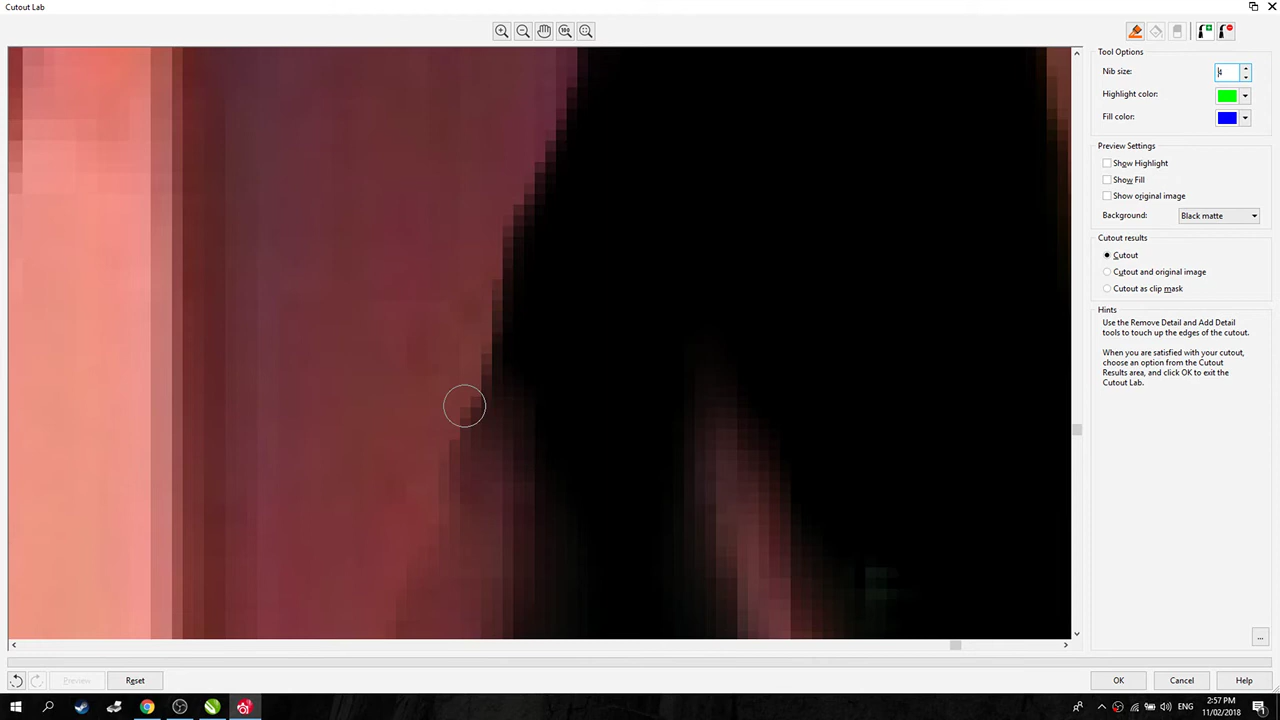 Cutout Lab
100
Tool Options
Nib size:
4
Highlight color:
Fill color:
Preview Settings
Show Highlight
Show Fill
Show original image
Background:
Black matte
Cutout results
Cutout
Cutout and original image
Cutout as clip mask
Hints
Use the Remove Detail and Add Detail
tools to touch up the edges of the cutout.
When you are satisfied with your cutout,
choose an option from the Cutout
Results area, and click OK to exit the
Cutout Lab.
...
Preview
Reset
OK
Cancel
Help
ENG
2:57 PM
11/02/2018
1